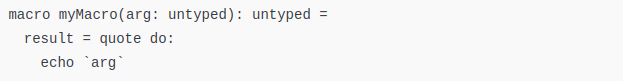 macro myMacro(arg: untyped): untyped =
  result = quote do:
    echo `arg`